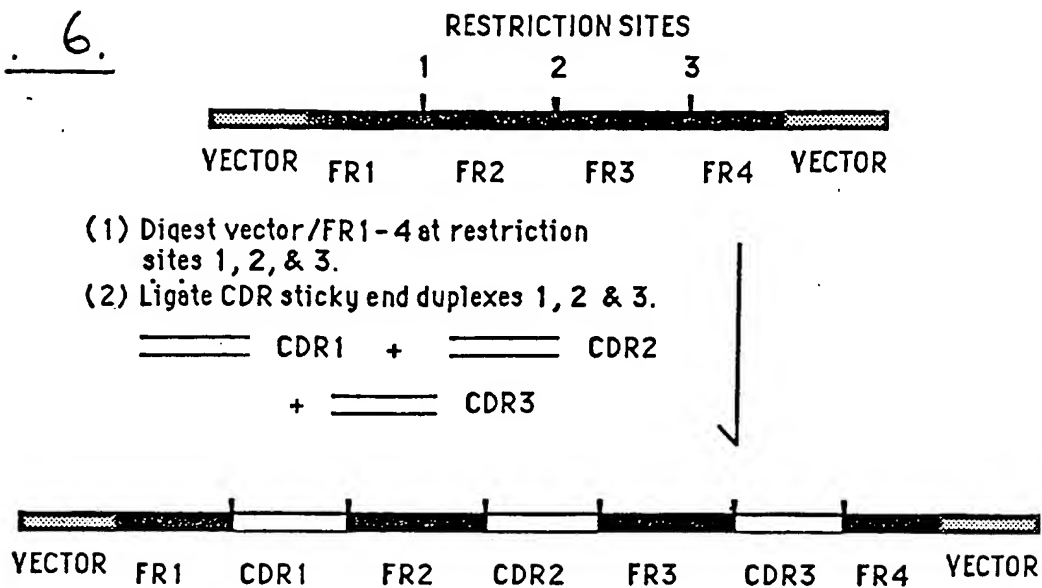 . 6.
RESTRICTION SITES
1 2 3
VECTOR FR1 FR2 FR3 FR4 VECTOR
(1) Digest vector/FR1-4 at restriction
sites 1, 2, & 3.
(2) Ligate CDR sticky end duplexes 1, 2 & 3.
CDR1 + CDR2
+ CDR3
VECTOR FR1 CDR1 FR2 CDR2 FR3 CDR3 FR4 VECTOR